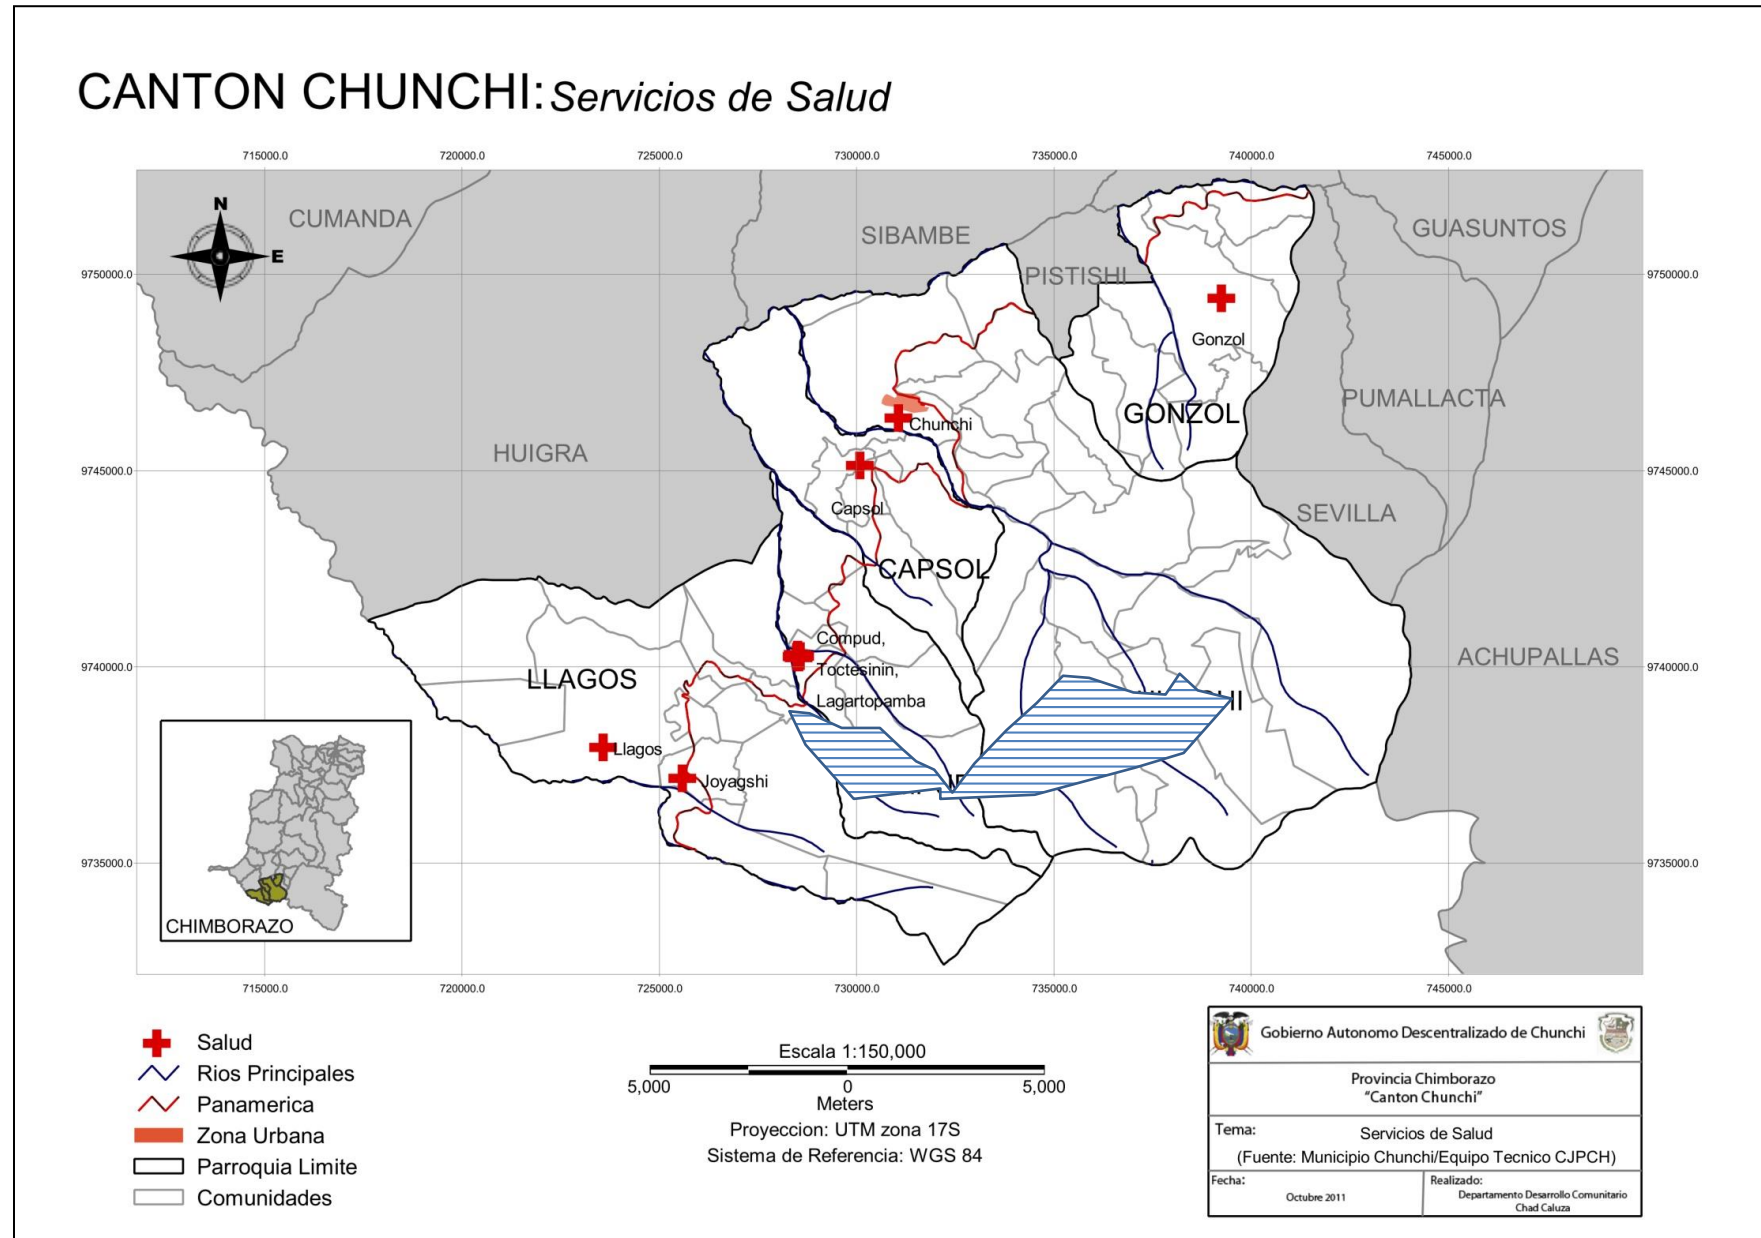 CANTON CHUNCHI: Servicios de Salud
715000.0 720000.0 725000.0 730000.0 735000.0 740000.0 745000.0
N
E
CUMANDA
SIBAMBE
GUASUNTOS
PISTISHI
9750000.0 9750000.0
Gonzol
PUMALLACTA
GONZOL
Chunchi
HUIGRA
9745000.0 9745000.0
Capsol
SEVILLA
CAPSOL
Compud,
ACHUPALLAS
9740000.0 9740000.0
Toctesinin,
LLAGOS
Lagartopamba
Llagos
Joyagshi
9735000.0 9735000.0
CHIMBORAZO
715000.0 720000.0 725000.0 730000.0 735000.0 740000.0 745000.0
Salud
Rios Principales
Panamerica
Zona Urbana
Parroquia Limite
Comunidades
Escala 1:150,000
5,000 0 5,000
Meters
Proyeccion: UTM zona 17S
Sistema de Referencia: WGS 84
Gobierno Autonomo Descentralizado de Chunchi
Provincia Chimborazo
“Canton Chunchi”
Tema: Servicios de Salud
(Fuente: Municipio Chunchi/Equipo Tecnico CJPCH)
Fecha: Octubre 2011
Realizado:
Departamento Desarrollo Comunitario
Chad Caluza